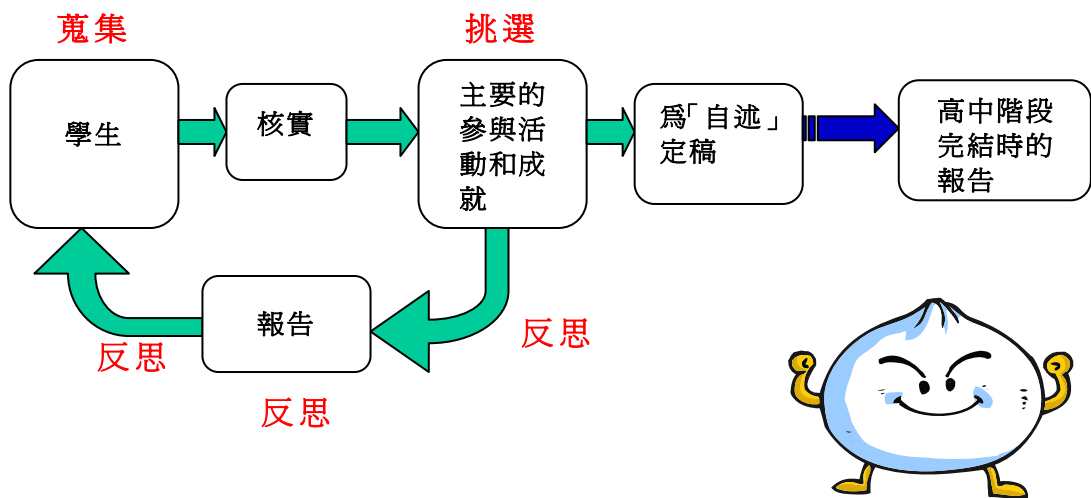 蒐集
挑選
學生
核實
主要的
參與活
動和成
就
爲「自述」
定稿
高中階段
完結時的
報告
報告
反思
反思
反思